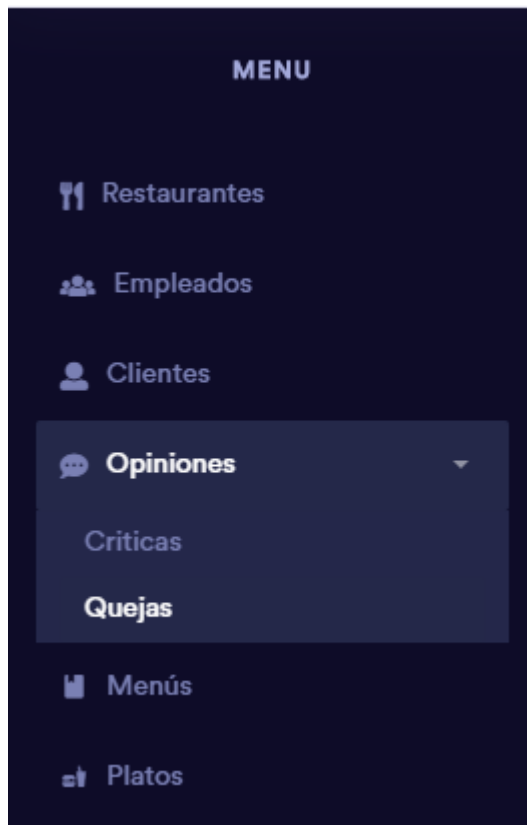 MENU
Restaurantes
Empleados
Clientes
Opiniones
Criticas
Quejas
Menús
Platos